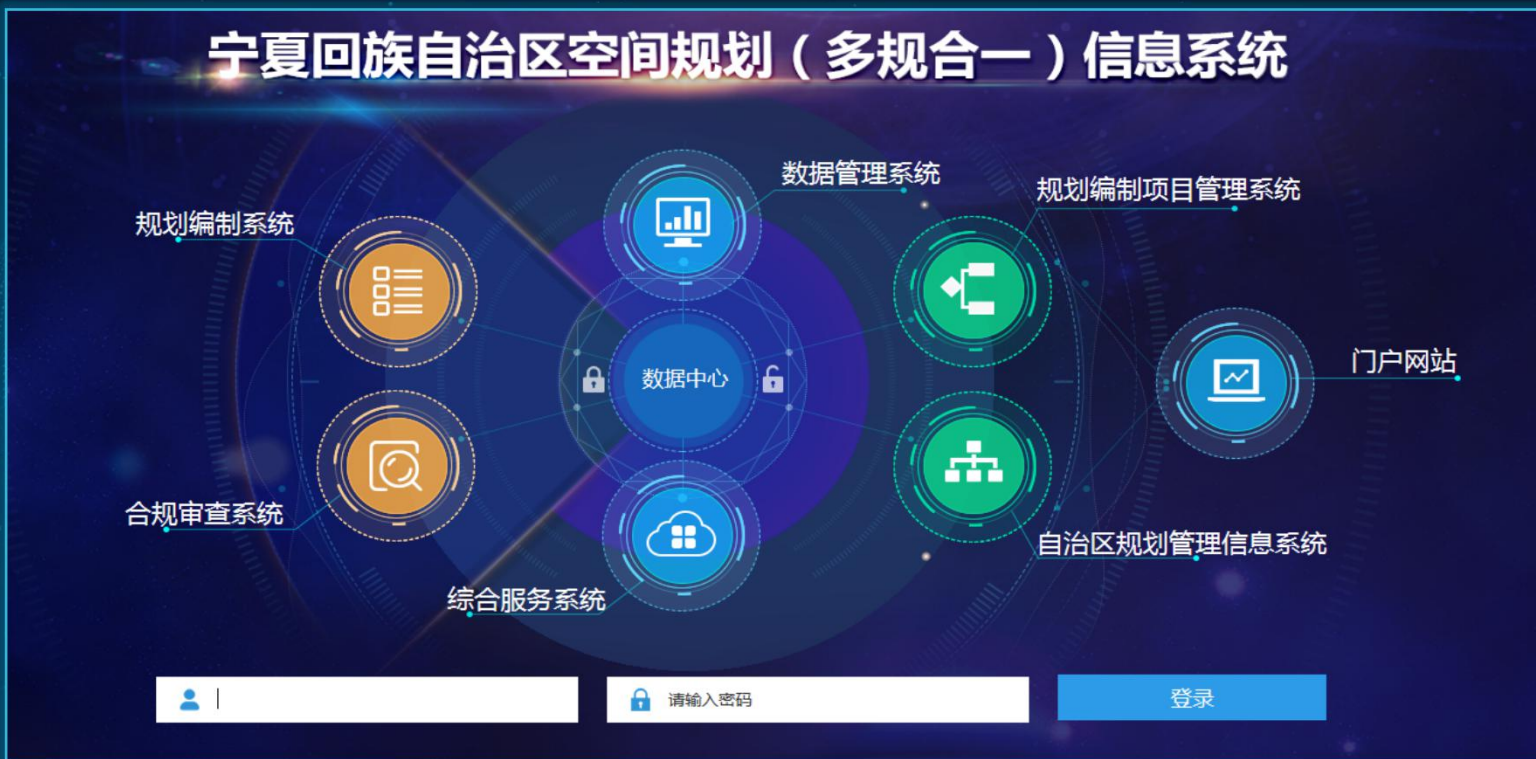 宁夏回族自治区空间规划（多规合一）信息系统
数据管理系统
规划编制项目管理系统
规划编制系统
门户网站
数据中心
合规审查系统
自治区规划管理信息系统
综合服务系统
请输入密码
登录